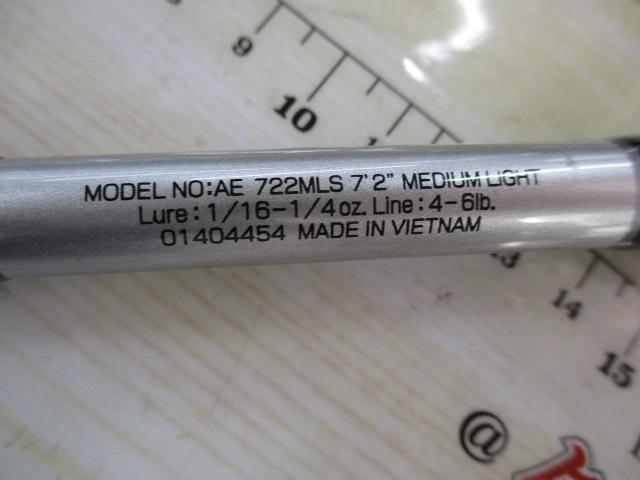 9
10
MODEL NO:AE 722MLS 7'2" MEDIUM LIGHT
Lure:1/16-1/4oz. Line:4-6lb.
01404454 MADE IN VIETNAM
13
14
15
@